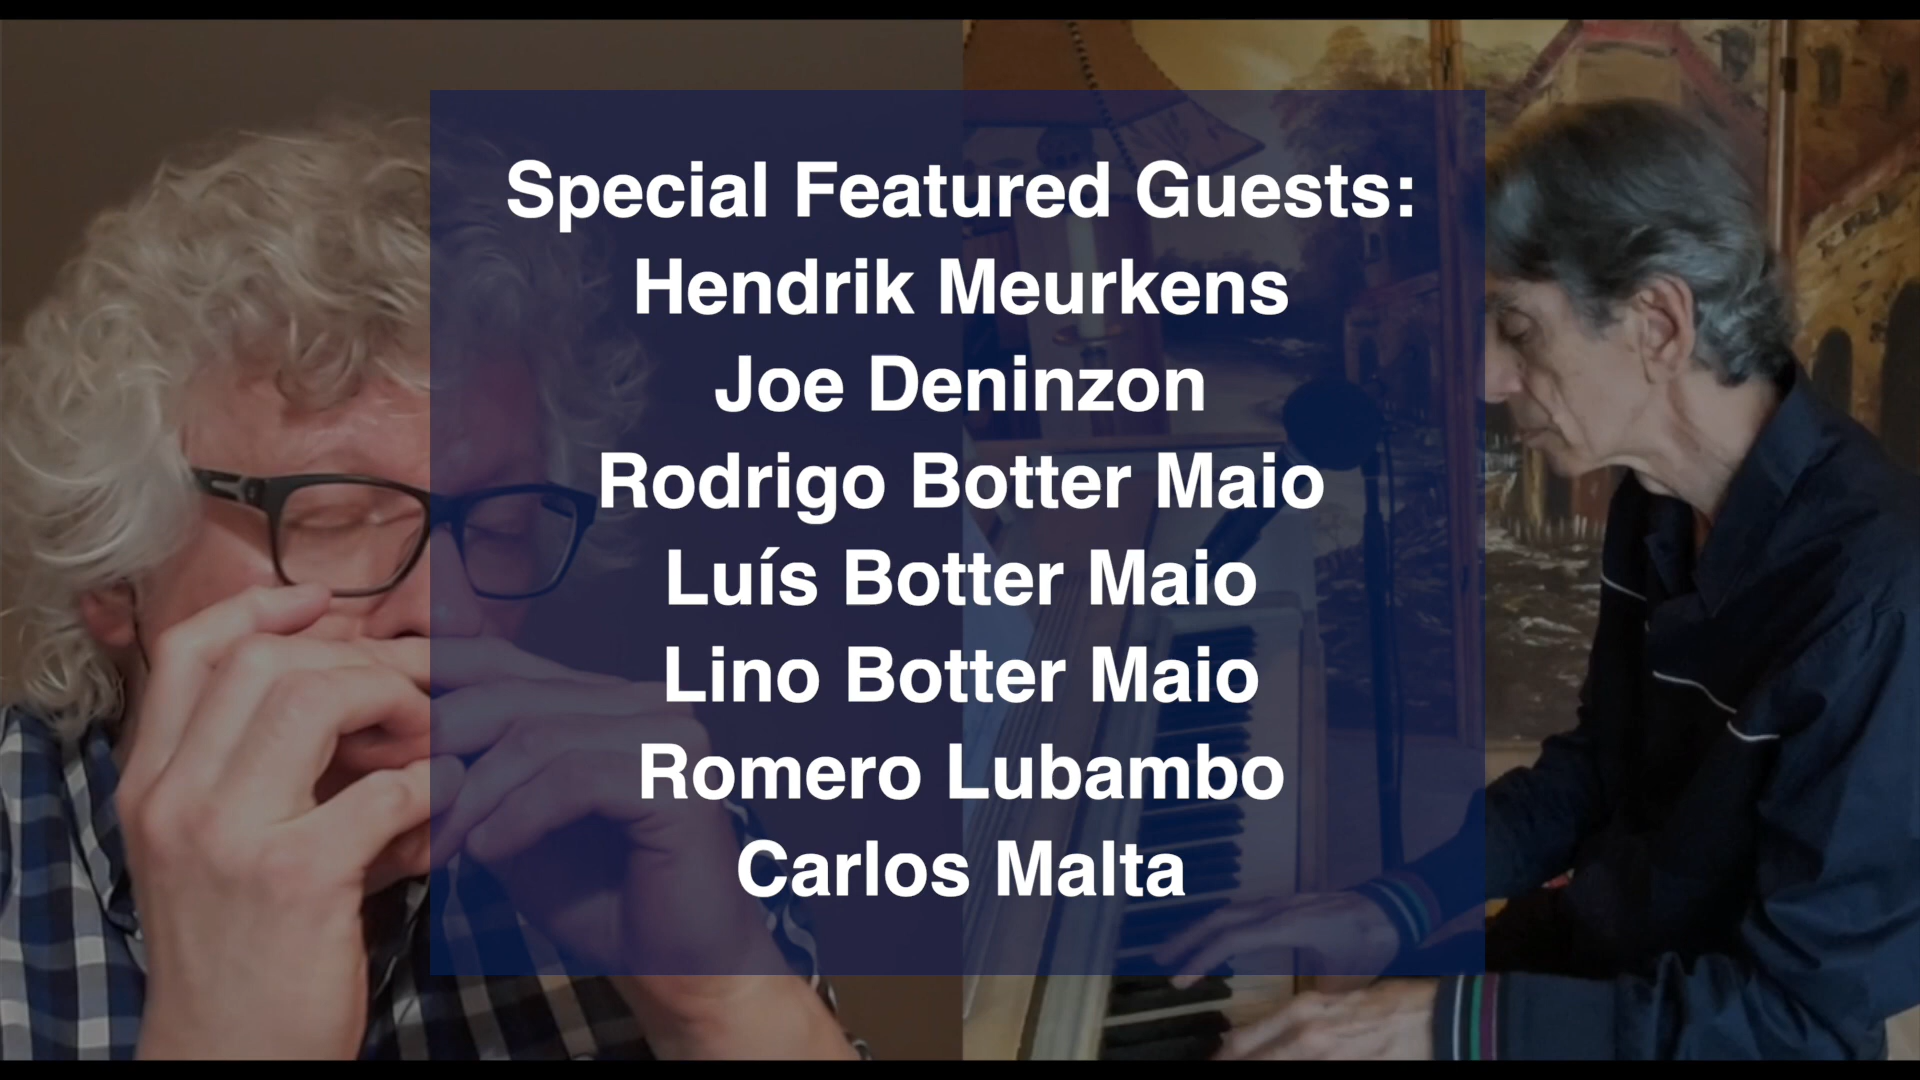 Special Featured Guests:
Hendrik Meurkens
Joe Deninzon
Rodrigo Botter Maio
Luís Botter Maio
Lino Botter Maio
Romero Lubambo
Carlos Malta